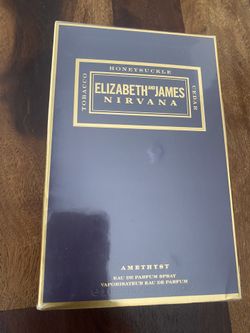 HONEYSUCKLE
TOBACCO
ELIZABETH AND JAMES
NIRVANA
CEDAR
AMETHYST
EAU DE PARFUM SPRAY
VAPORISATEUR EAU DE PARFUM